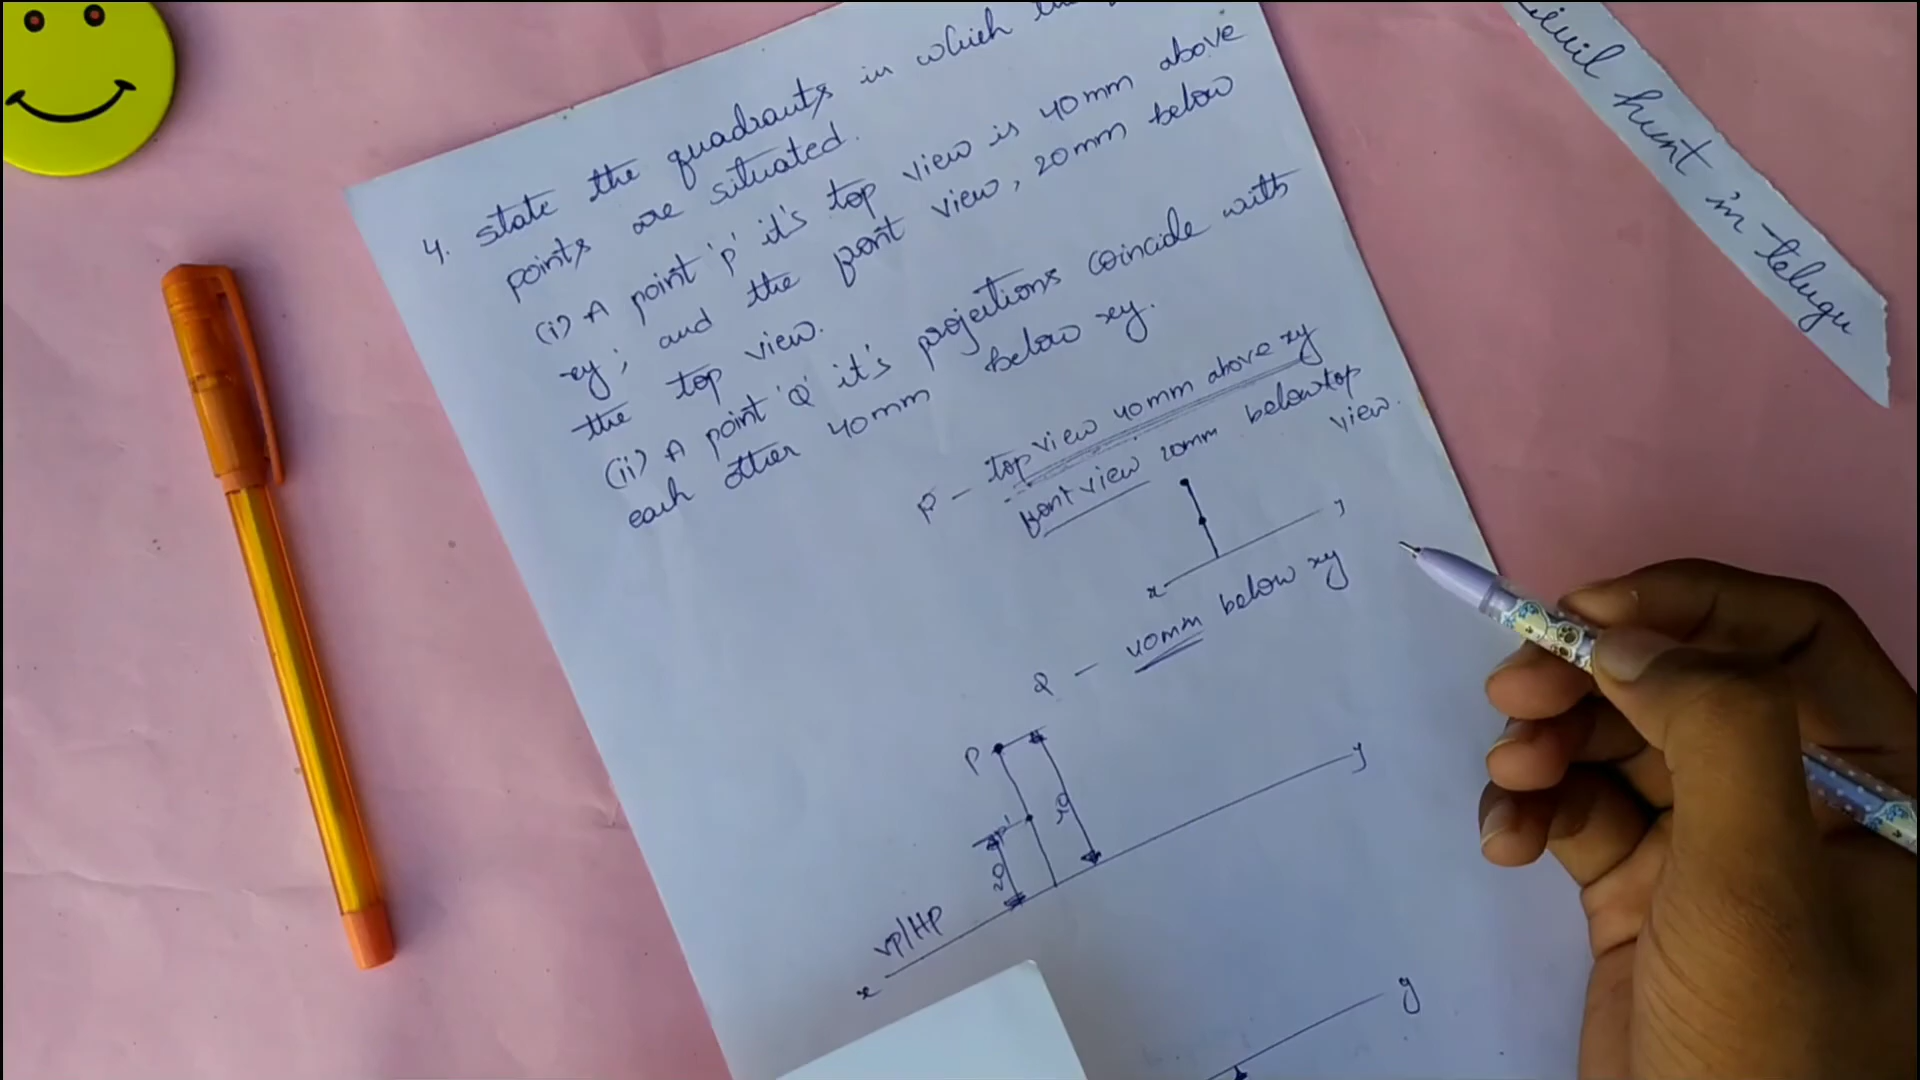 4. state the quadrants in which
points are situated.
(i) A point 'p' it's top view is 40mm above
xy; and the front view, 20mm below
the top view.
(ii) A point 'Q' it's projections coincide with
each other 40mm below xy.
P - top view 40mm above xy
front view 20mm below top
view.
x y
Q - 40mm below xy
P
p'
20
VP/HP
x y
y
civil hunt in telugu